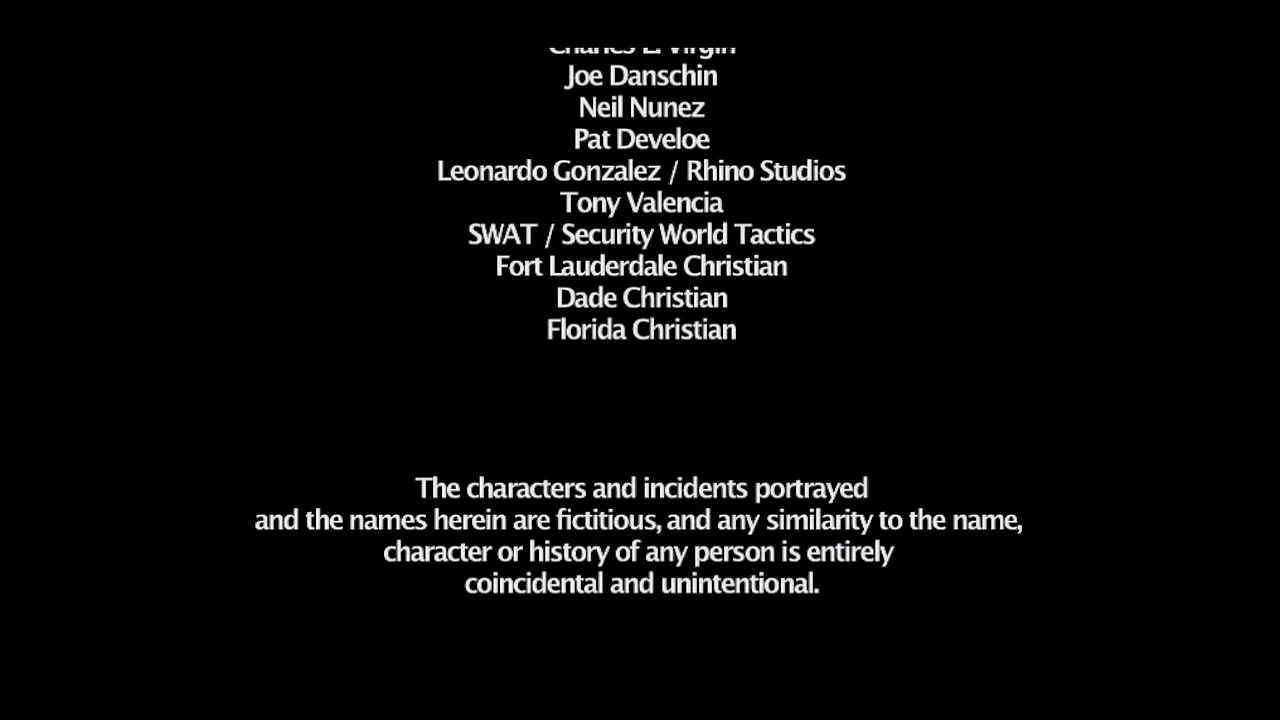 Charles E. Virgin
Joe Danschin
Neil Nunez
Pat Develoe
Leonardo Gonzalez / Rhino Studios
Tony Valencia
SWAT / Security World Tactics
Fort Lauderdale Christian
Dade Christian
Florida Christian
The characters and incidents portrayed
and the names herein are fictitious, and any similarity to the name,
character or history of any person is entirely
coincidental and unintentional.